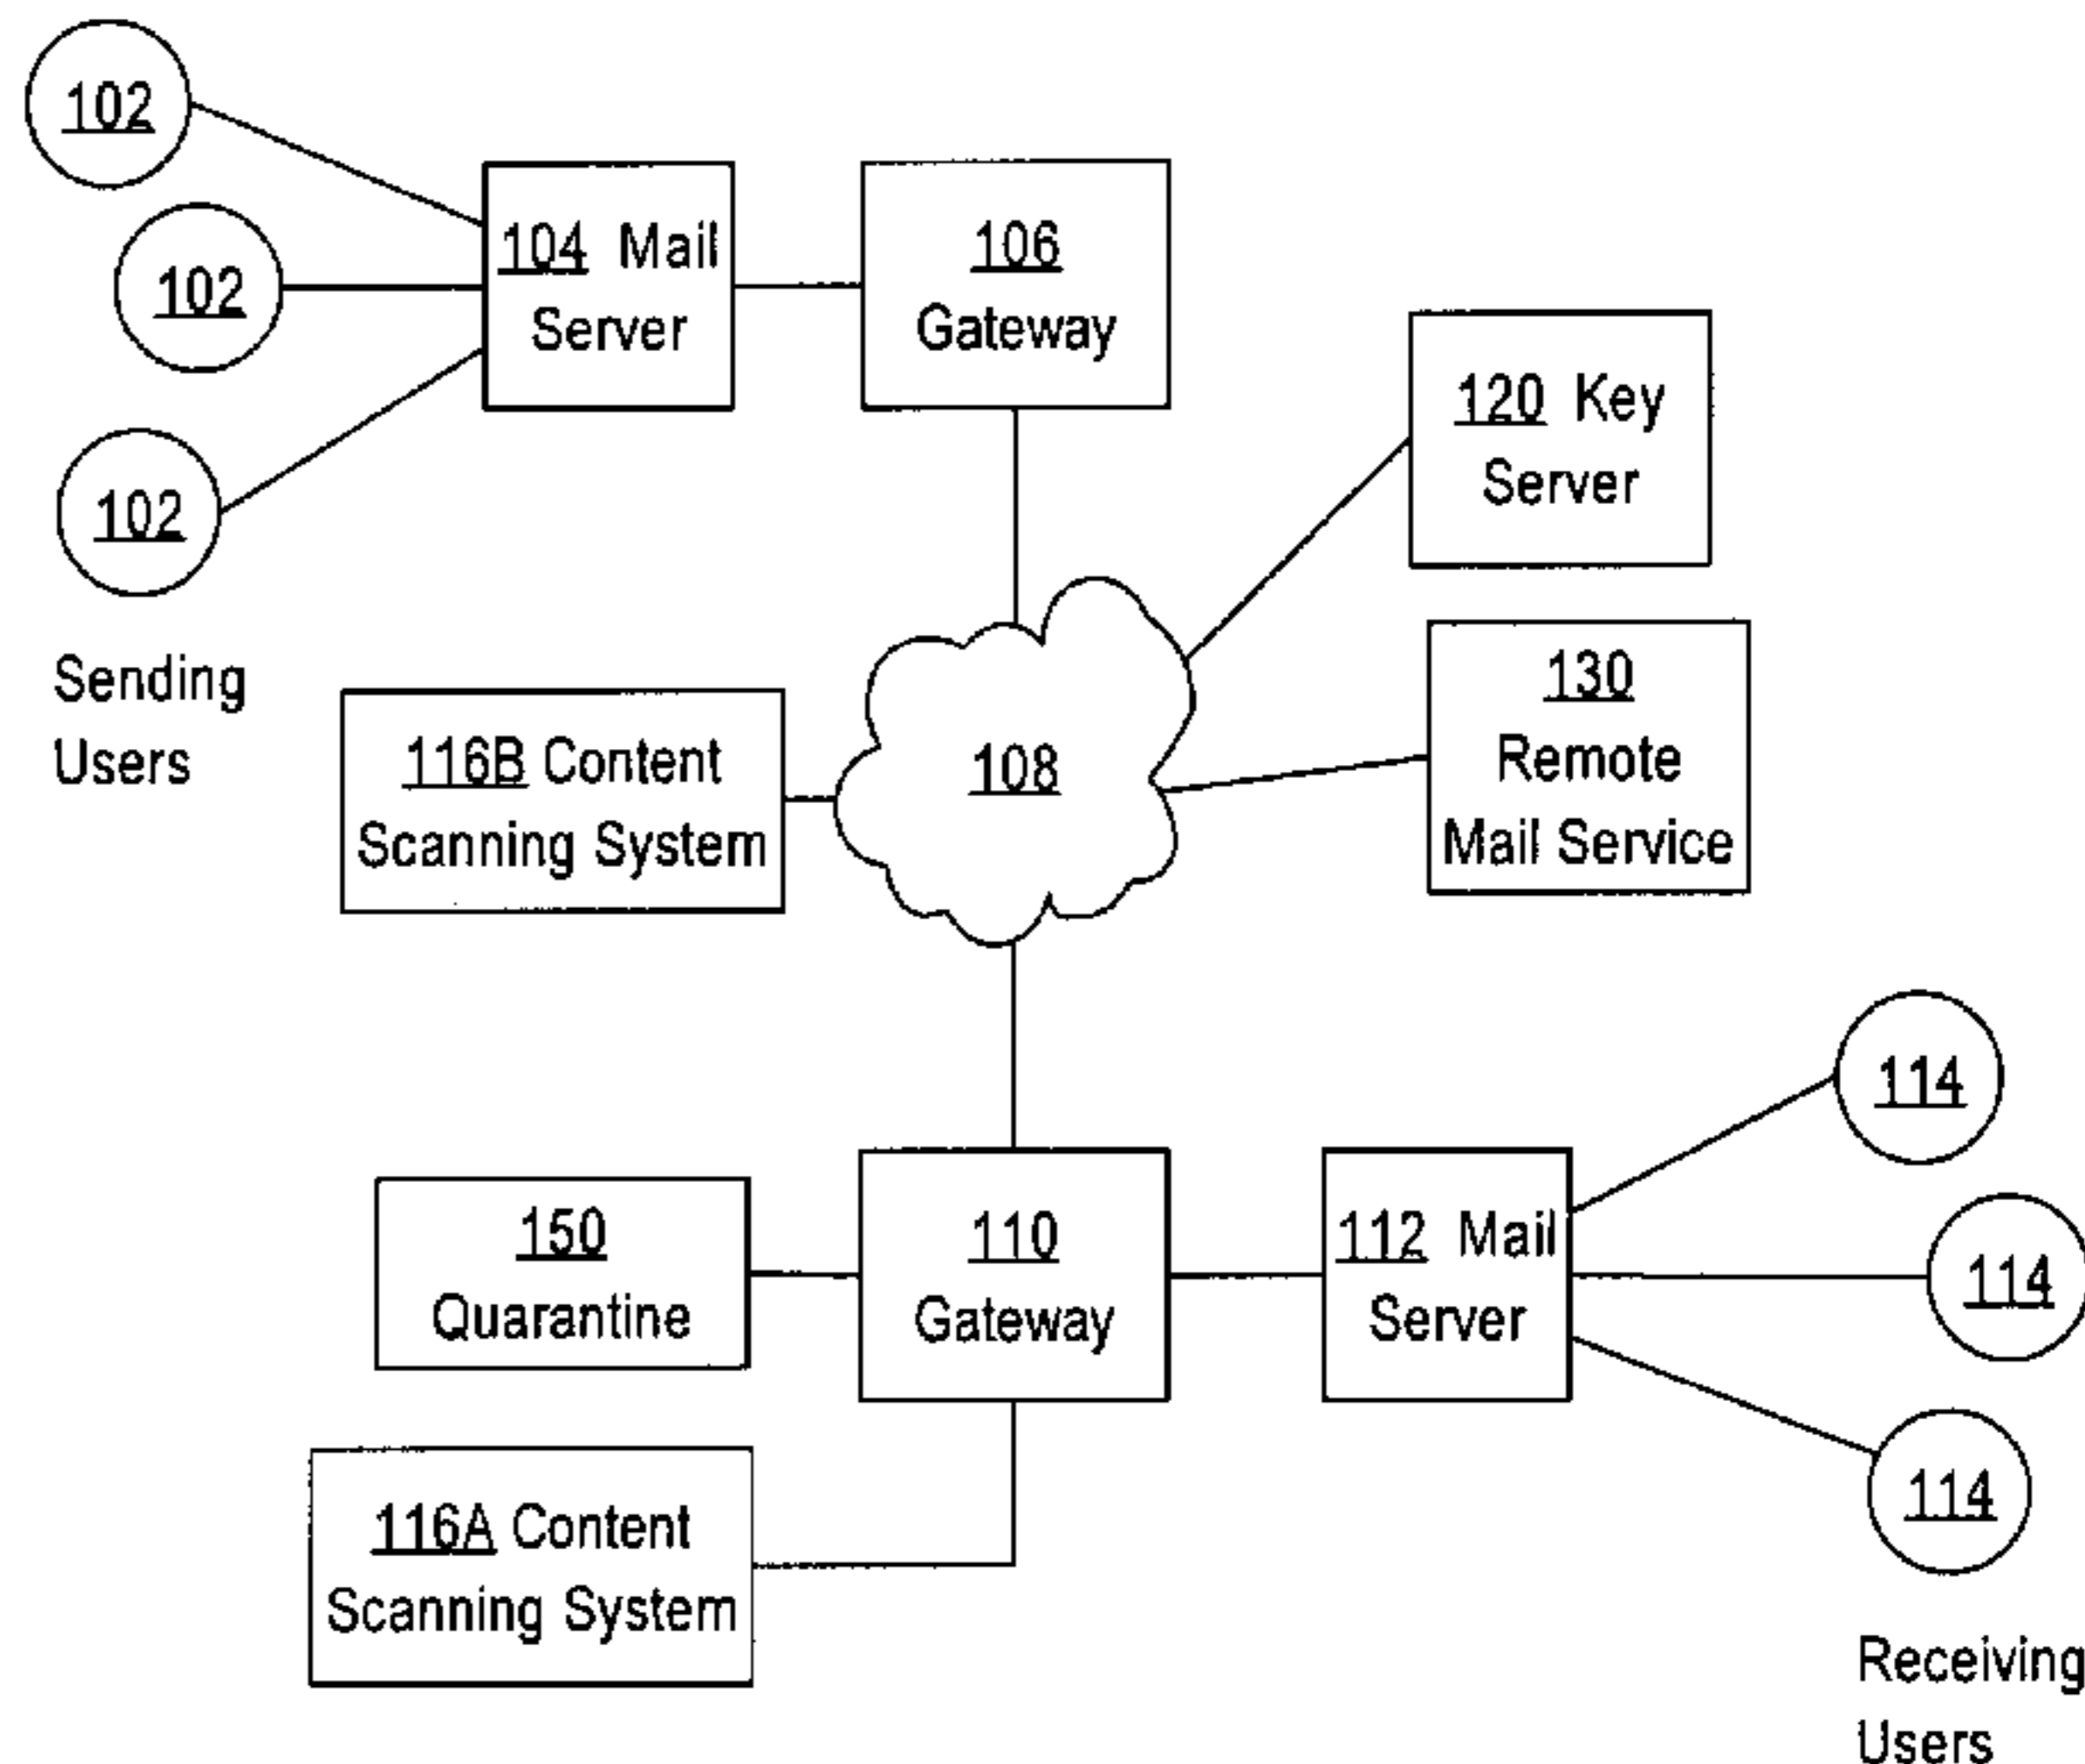 102
102
102
Sending
Users
104 Mail
Server
106
Gateway
120 Key
Server
130
Remote
Mail Service
116B Content
Scanning System
108
150
Quarantine
110
Gateway
112 Mail
Server
114
114
114
116A Content
Scanning System
Receiving
Users